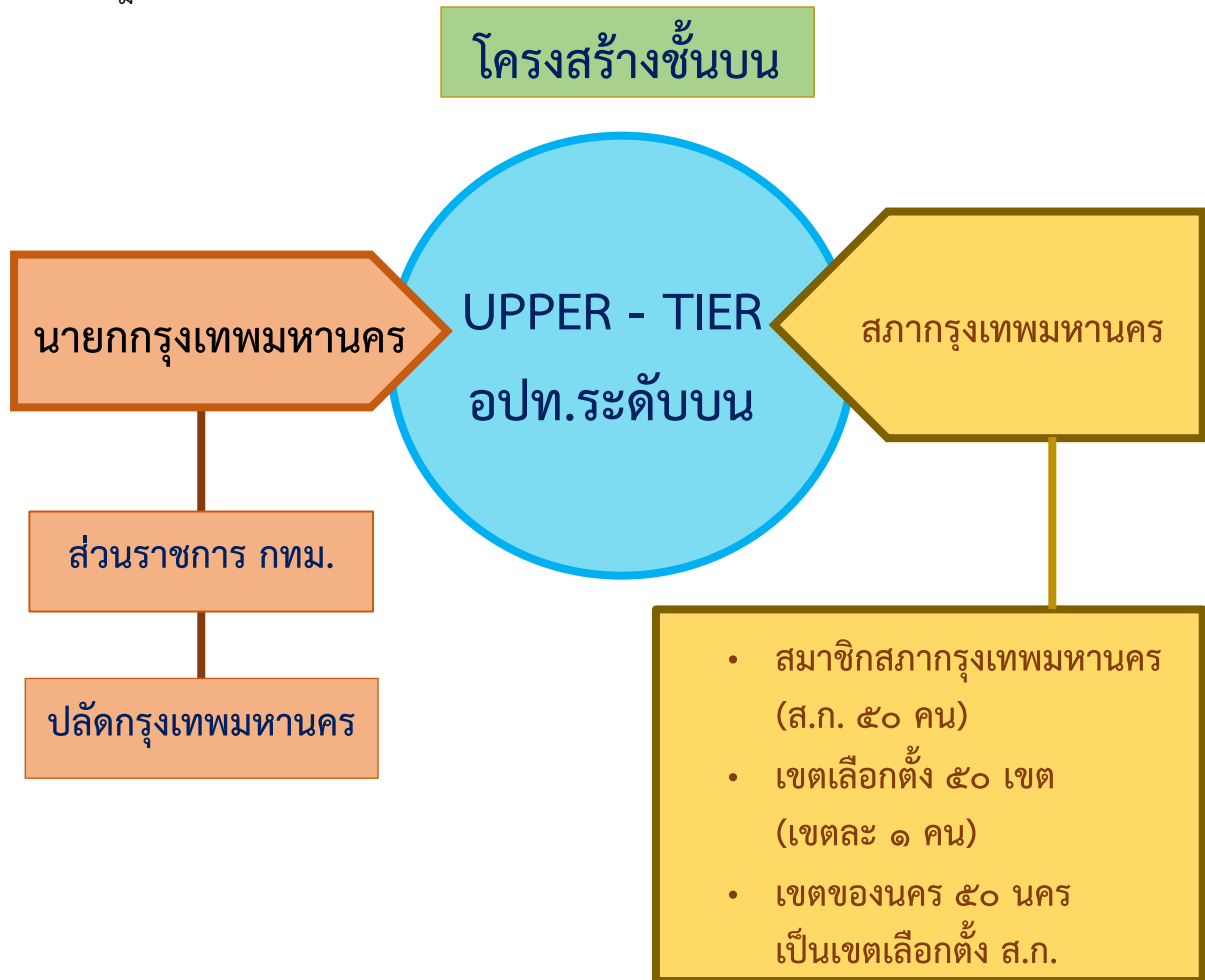 โครงสร้างชั้นบน
UPPER - TIER
อปท.ระดับบน
นายกกรุงเทพมหานคร
ส่วนราชการ กทม.
ปลัดกรุงเทพมหานคร
สภากรุงเทพมหานคร
• สมาชิกสภากรุงเทพมหานคร
(ส.ก. ๕๐ คน)
• เขตเลือกตั้ง ๕๐ เขต
(เขตละ ๑ คน)
• เขตของนคร ๕๐ นคร
เป็นเขตเลือกตั้ง ส.ก.